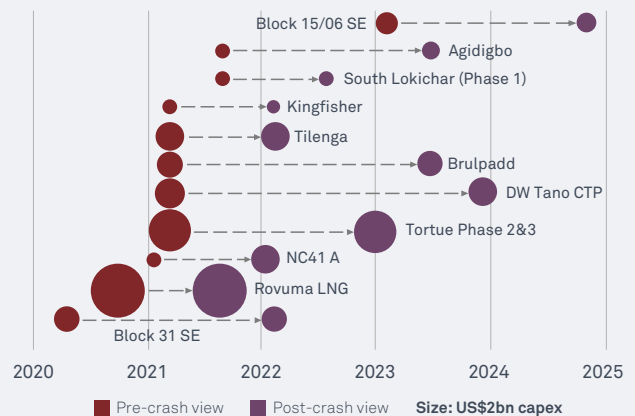 Block 15/06 SE
Agidigbo
South Lokichar (Phase 1)
Kingfisher
Tilenga
Brulpadd
DW Tano CTP
Tortue Phase 2&3
NC41 A
Rovuma LNG
Block 31 SE
2020 2021 2022 2023 2024 2025
Pre-crash view Post-crash view Size: US$2bn capex